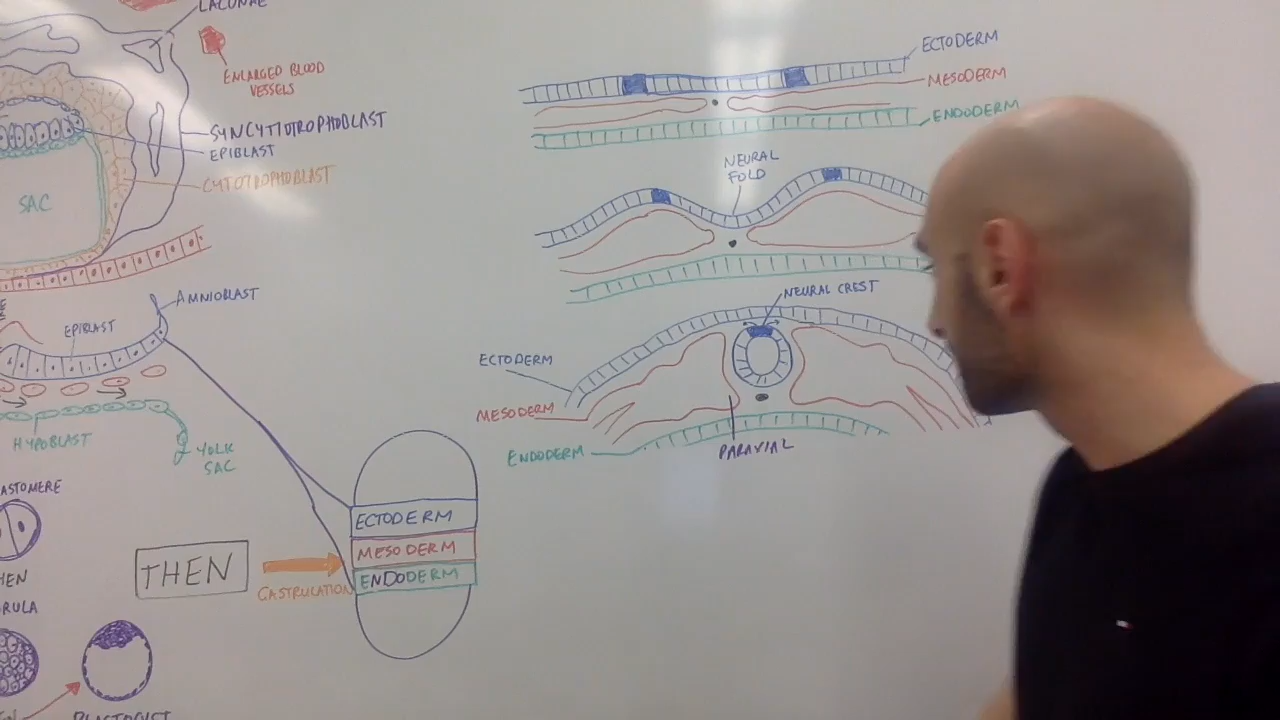 LACUNAE
ENLARGED BLOOD
VESSELS
SYNCYTIOTROPHOBLAST
EPIBLAST
CYTOTROPHOBLAST
SAC
AMNIOBLAST
EPIBLAST
HYPOBLAST
YOLK
SAC
ASTOMERE
HEN
RULA
THEN
GASTRULATION
ECTODERM
MESODERM
ENDODERM
ECTODERM
MESODERM
ENDODERM
NEURAL
FOLD
NEURAL CREST
ECTODERM
MESODERM
ENDODERM
PARAXIAL